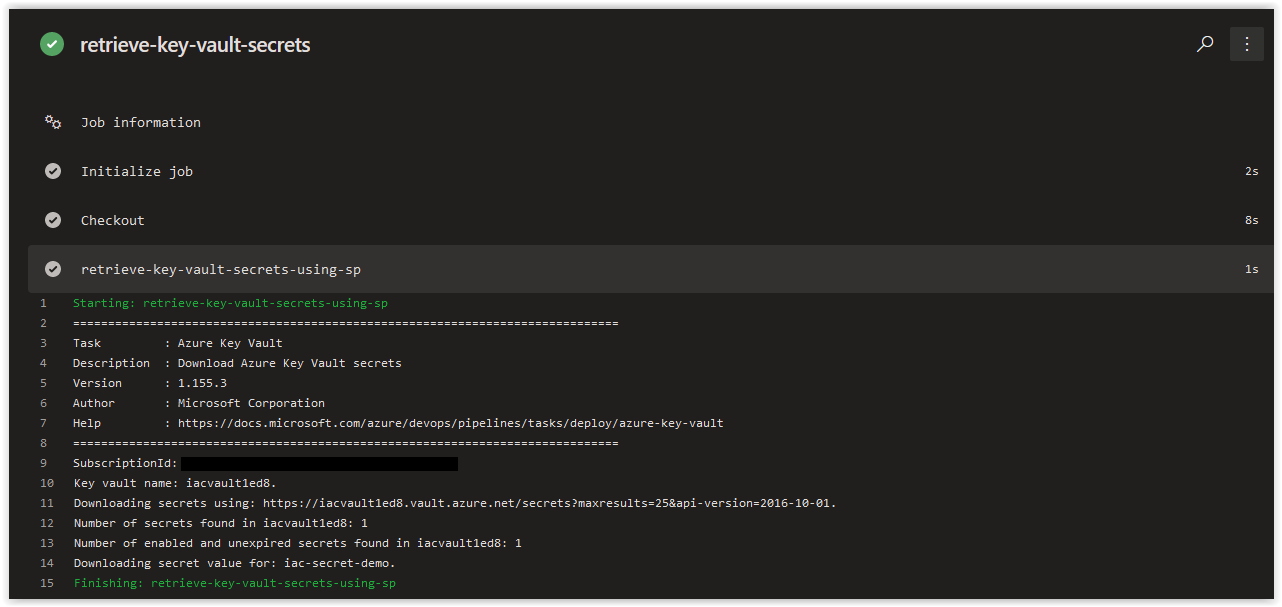 retrieve-key-vault-secrets
Job information
Initialize job 2s
Checkout 8s
retrieve-key-vault-secrets-using-sp 1s
1 Starting: retrieve-key-vault-secrets-using-sp
2 ==============================================================================
3 Task : Azure Key Vault
4 Description : Download Azure Key Vault secrets
5 Version : 1.155.3
6 Author : Microsoft Corporation
7 Help : https://docs.microsoft.com/azure/devops/pipelines/tasks/deploy/azure-key-vault
8 ==============================================================================
9 SubscriptionId:
10 Key vault name: iacvault1ed8.
11 Downloading secrets using: https://iacvault1ed8.vault.azure.net/secrets?maxresults=25&api-version=2016-10-01.
12 Number of secrets found in iacvault1ed8: 1
13 Number of enabled and unexpired secrets found in iacvault1ed8: 1
14 Downloading secret value for: iac-secret-demo.
15 Finishing: retrieve-key-vault-secrets-using-sp